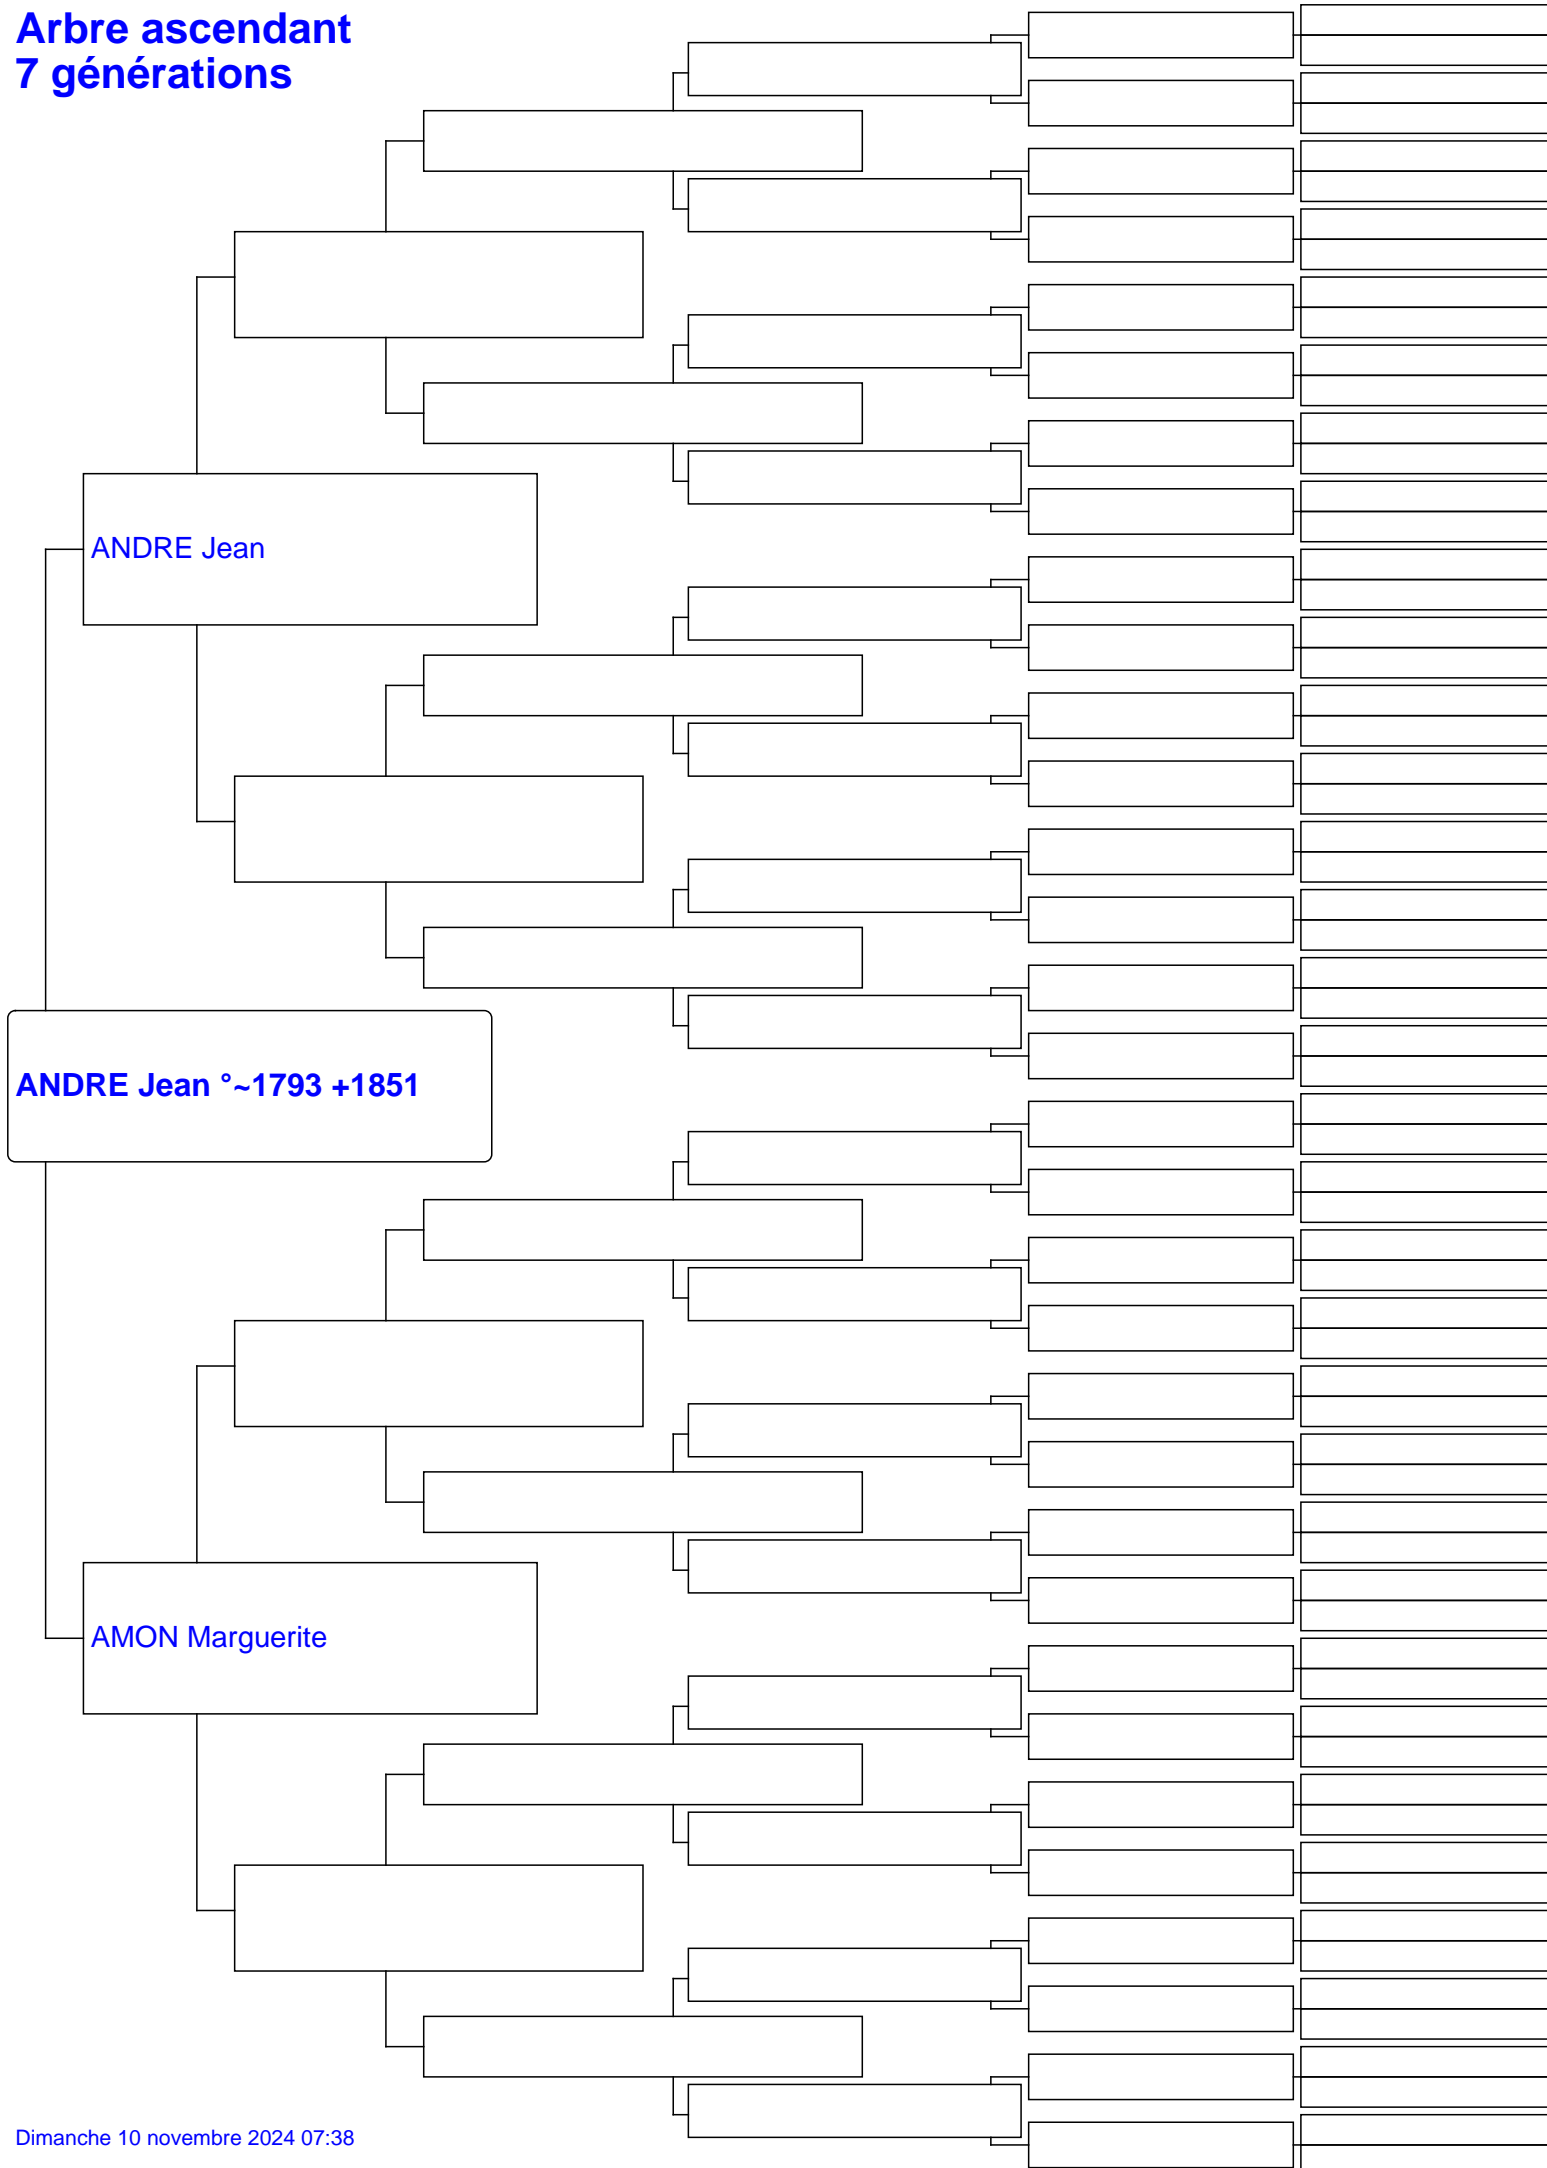 Arbre ascendant
7 générations
ANDRE Jean
ANDRE Jean °~1793 +1851
AMON Marguerite
Dimanche 10 novembre 2024 07:38